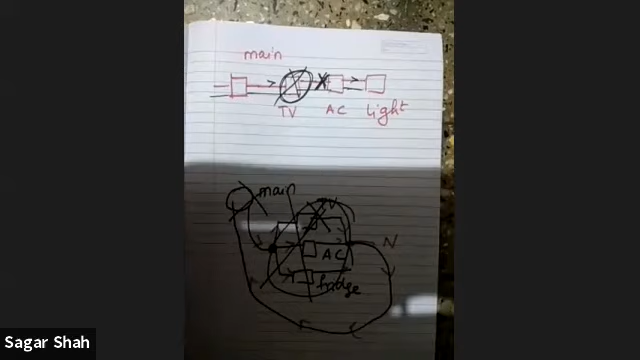 main
TV AC Light
main
TV
N
AC
fridge
Sagar Shah